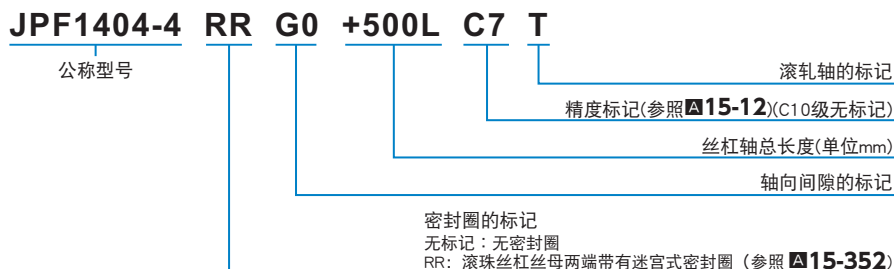 JPF1404-4 RR G0 +500L C7 T
公称型号
滚轧轴的标记
精度标记(参照A15-12)(C10级无标记)
丝杠轴总长度(单位mm)
轴向间隙的标记
密封圈的标记
无标记：无密封圈
RR: 滚珠丝杠丝母两端带有迷宫式密封圈（参照 A15-352）